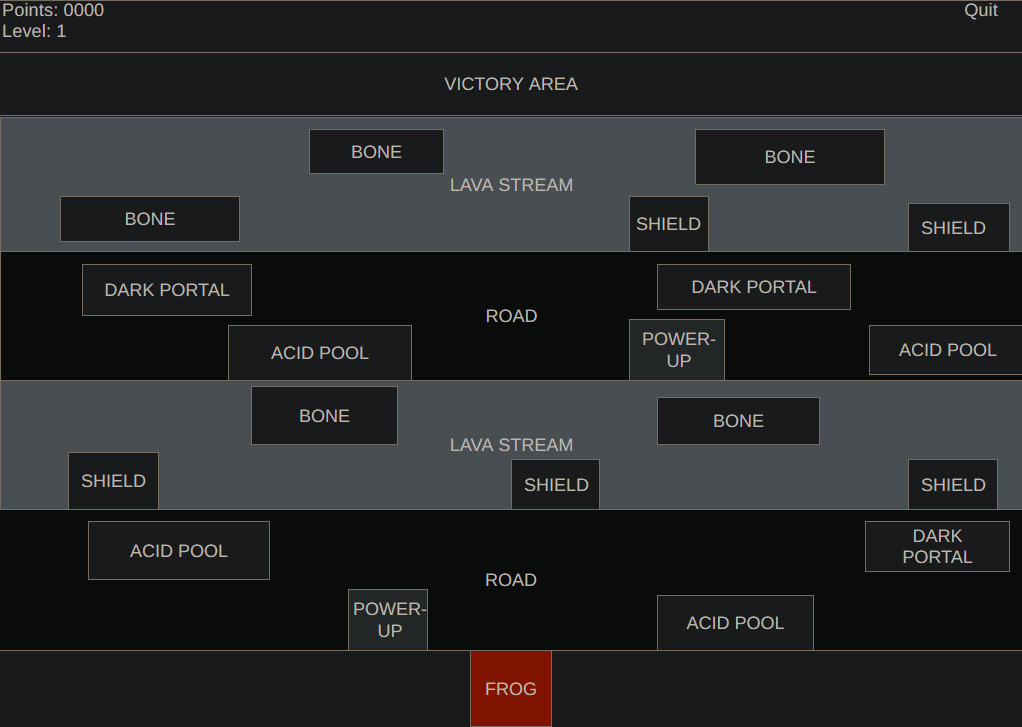 Points: 0000
Quit
Level: 1
VICTORY AREA
BONE
BONE
LAVA STREAM
BONE
SHIELD
SHIELD
DARK PORTAL
DARK PORTAL
ROAD
ACID POOL
POWER-
UP
ACID POOL
BONE
BONE
LAVA STREAM
SHIELD
SHIELD
SHIELD
ACID POOL
DARK
PORTAL
ROAD
POWER-
UP
ACID POOL
FROG